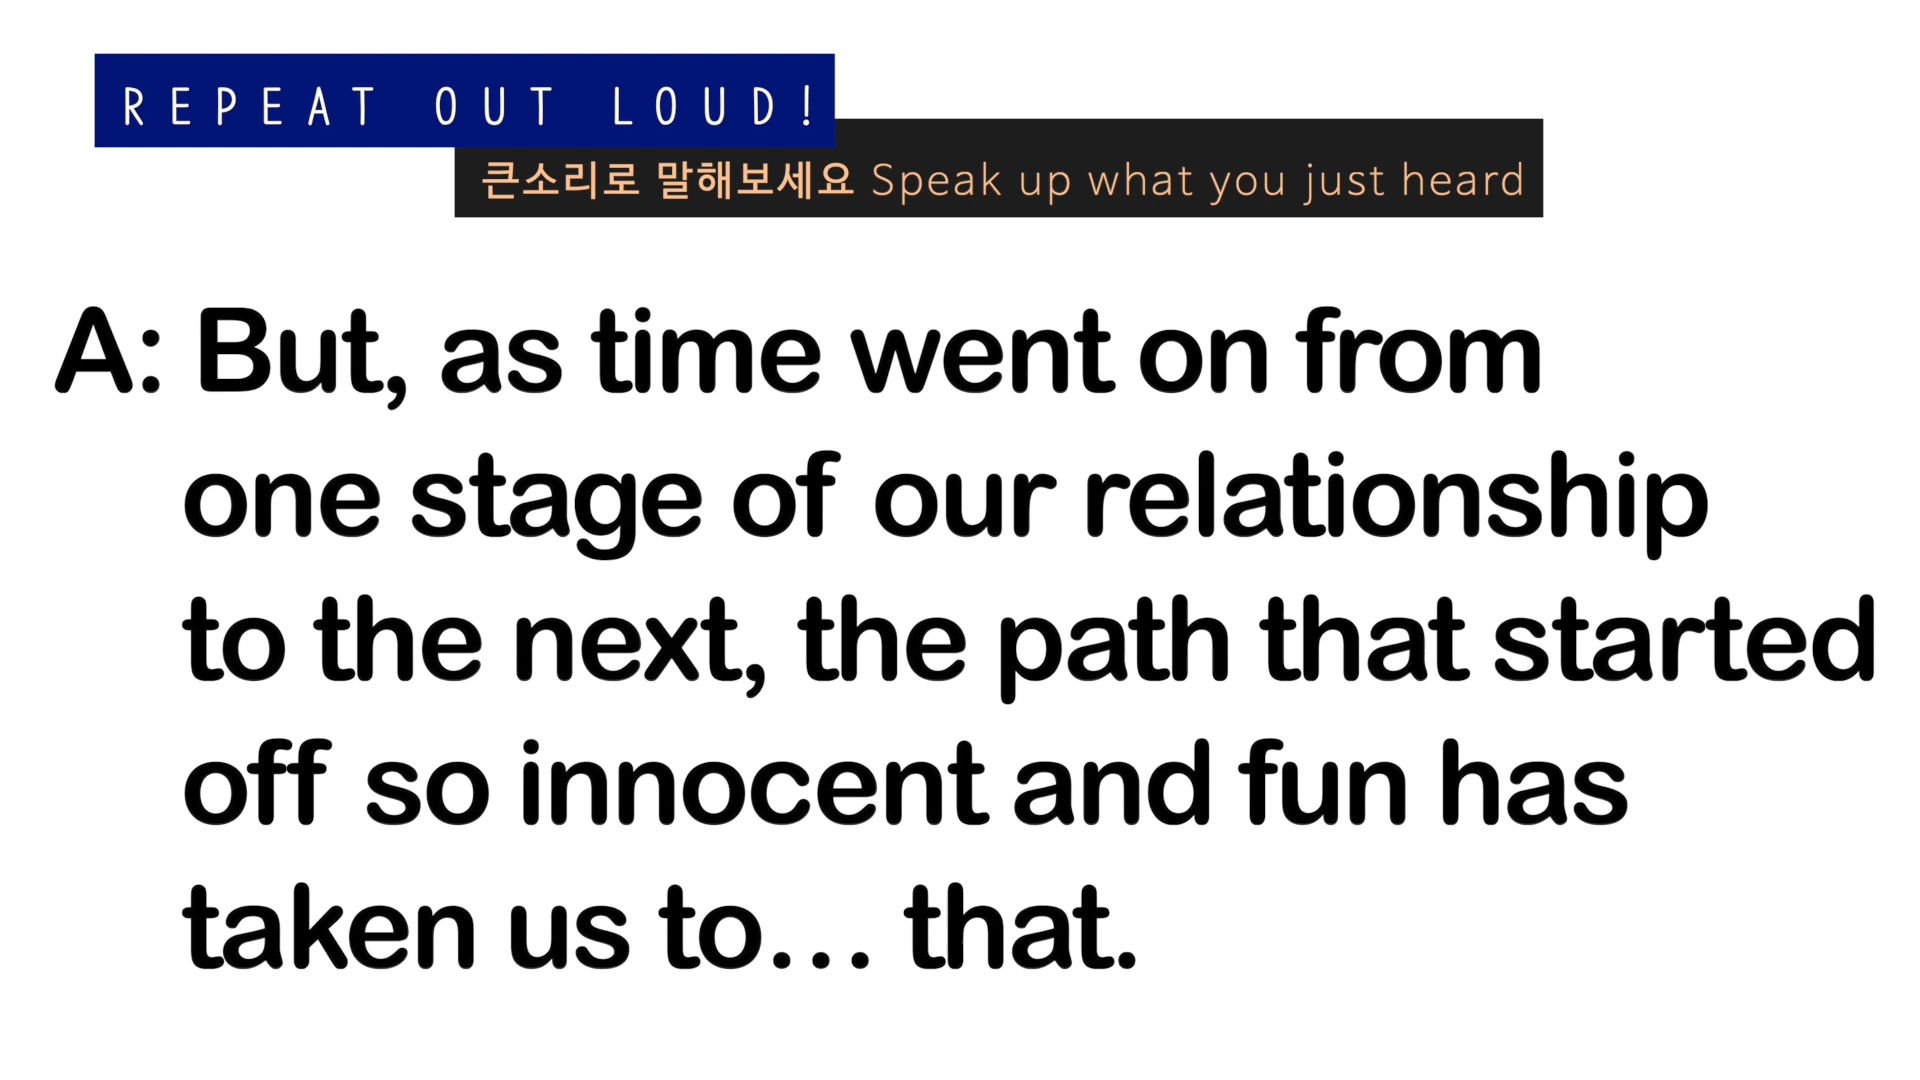 REPEAT OUT LOUD!
큰소리로 말해보세요 Speak up what you just heard
A: But, as time went on from
one stage of our relationship
to the next, the path that started
off so innocent and fun has
taken us to... that.